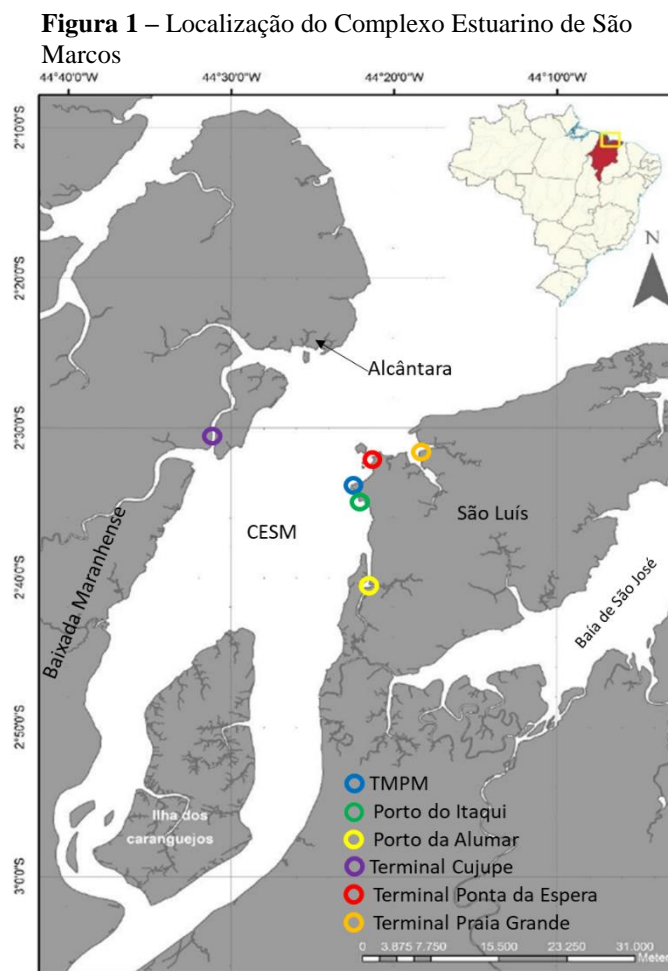 Figura 1 – Localização do Complexo Estuarino de São
Marcos
44°40'0"W
44°30'0"W
44°20'0"W
44°10'0"W
2°10'0"S
2°20'0"S
2°30'0"S
2°40'0"S
2°50'0"S
3°0'0"S
N
Alcântara
CESM
São Luís
Baixada Maranhense
Baía de São José
Ilha dos
caranguejos
TMPM
Porto do Itaqui
Porto da Alumar
Terminal Cujupe
Terminal Ponta da Espera
Terminal Praia Grande
0 3.875 7.750 15.500 23.250 31.000